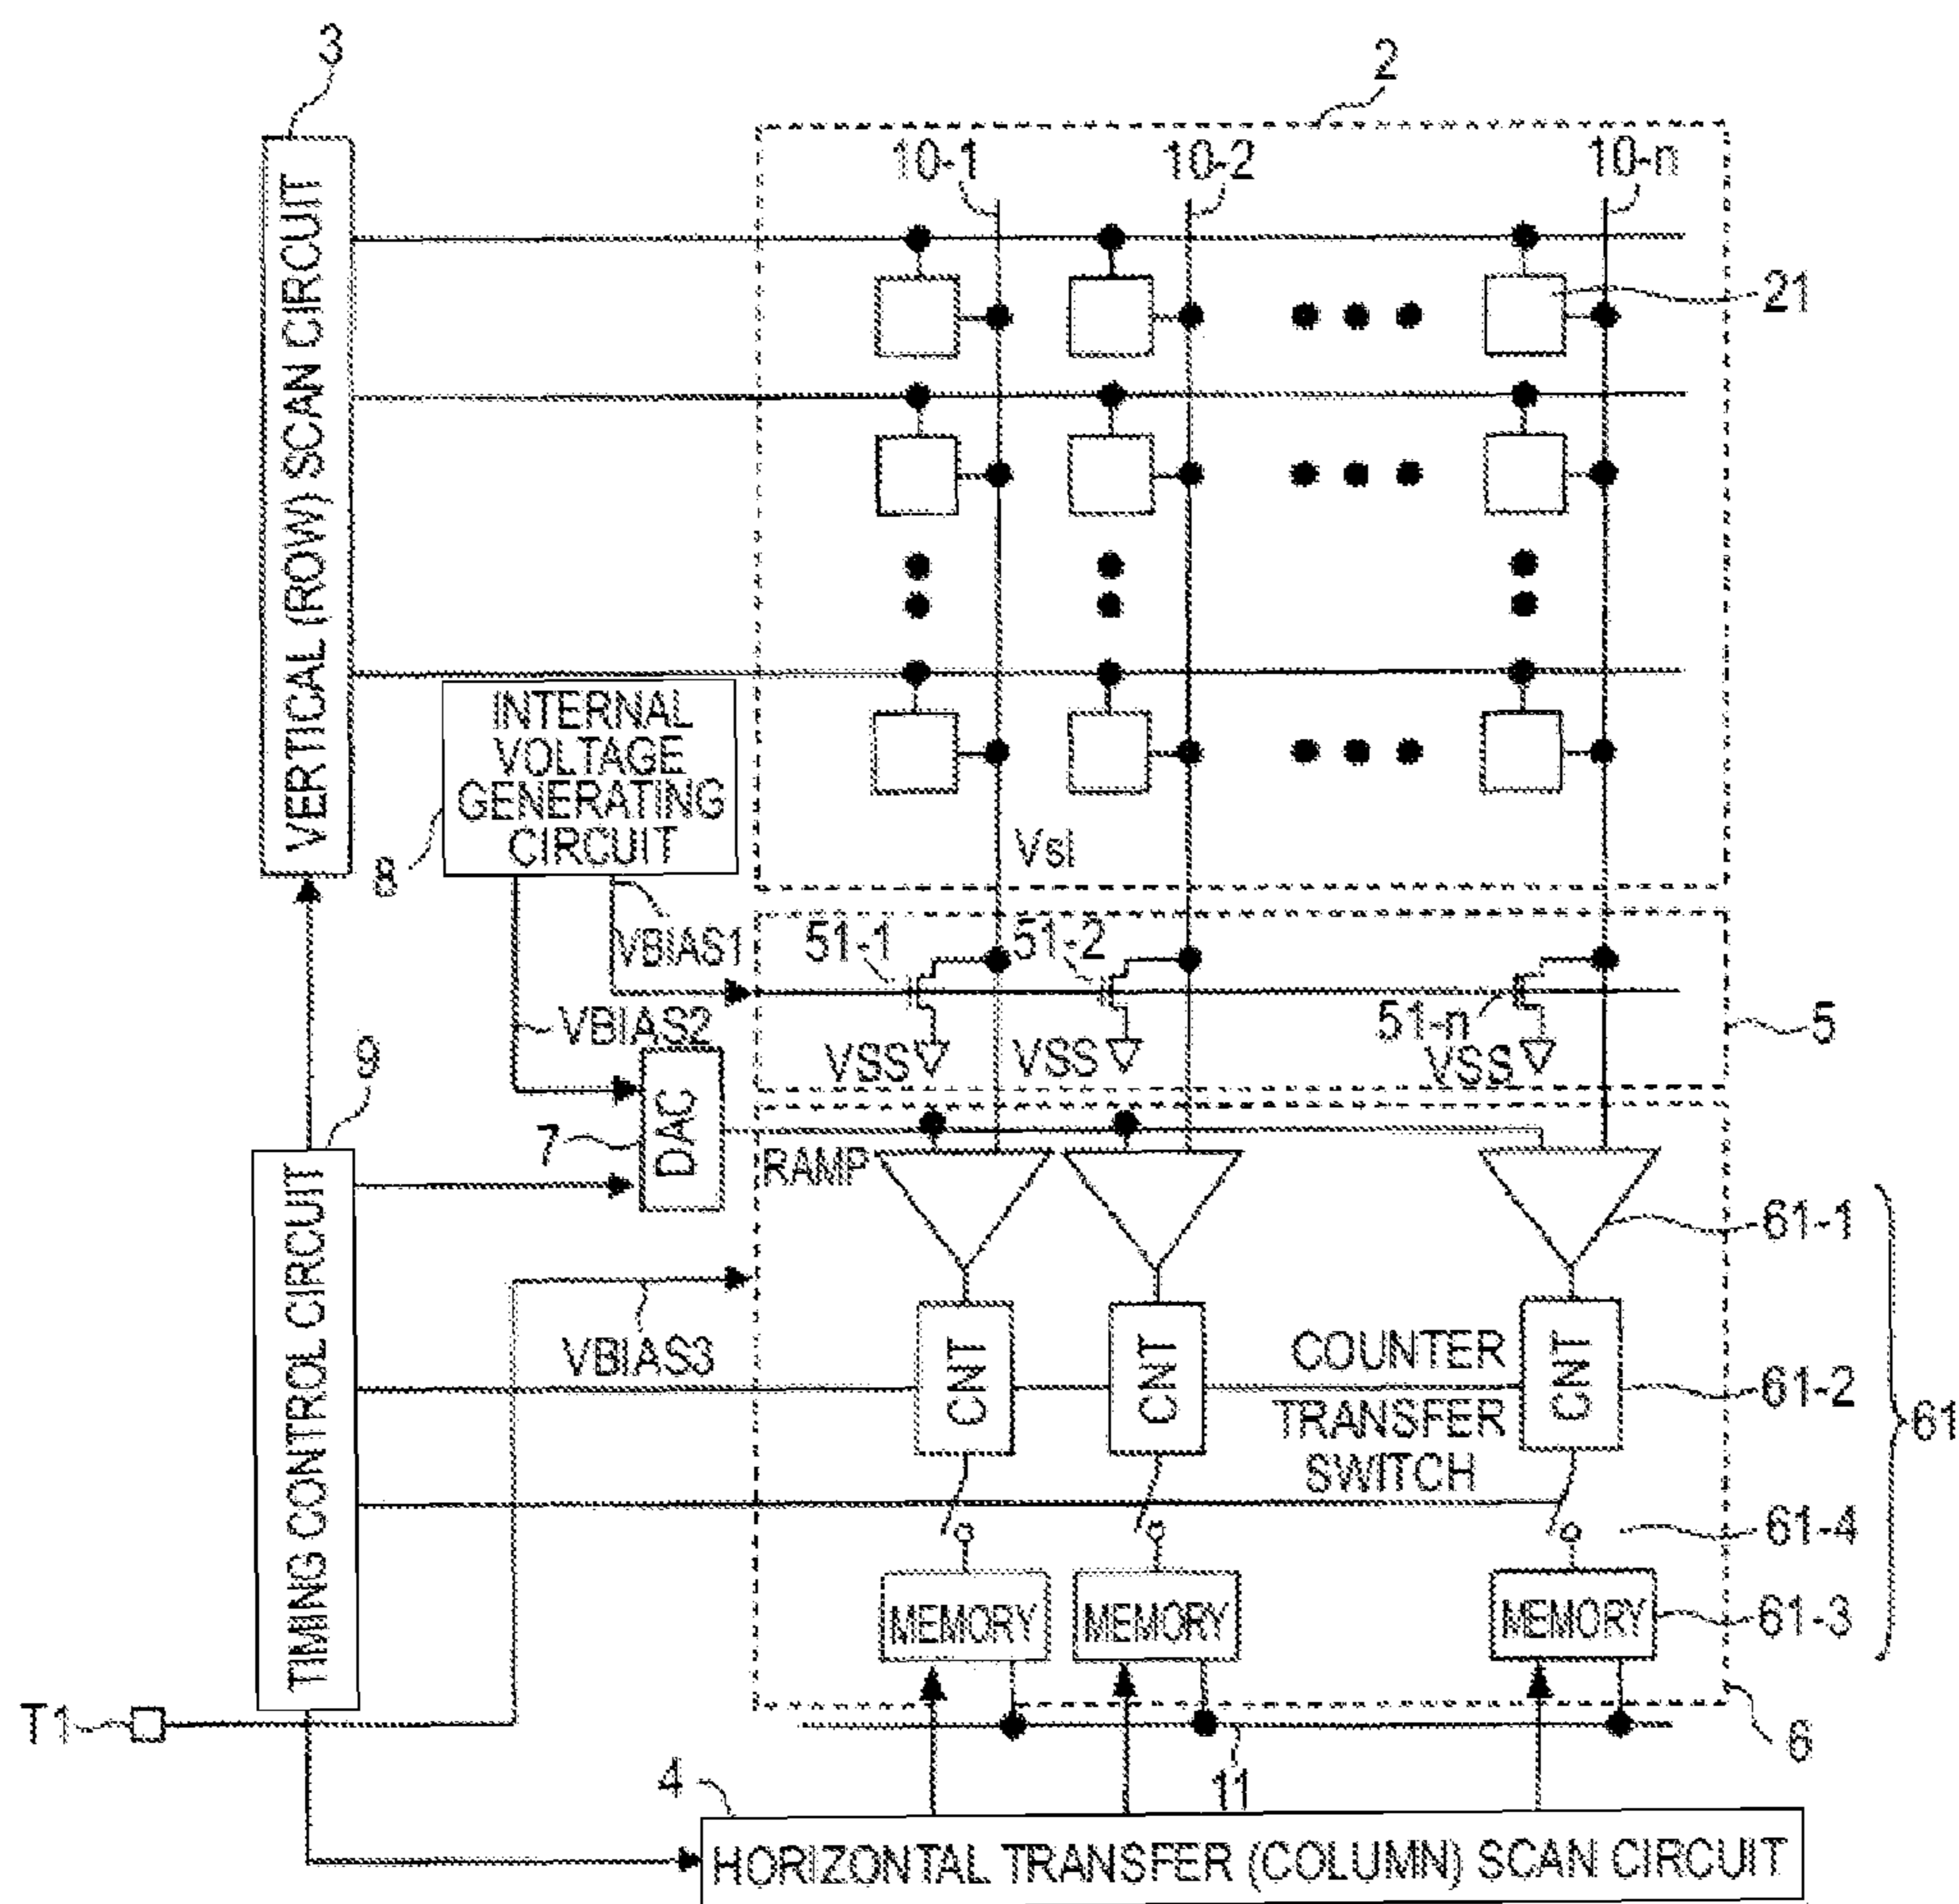 3
2
VERTICAL (ROW) SCAN CIRCUIT
10-1
10-2
10-n
21
INTERNAL
VOLTAGE
GENERATING
CIRCUIT
8
Vsl
VBIAS1
51-1
51-2
51-n
5
VBIAS2
VSS
VSS
VSS
9
7
DAC
RAMP
TIMING CONTROL CIRCUIT
61-1
VBIAS3
CNT
CNT
CNT
COUNTER
TRANSFER
SWITCH
61-2
61
61-4
MEMORY
MEMORY
MEMORY
61-3
T1
6
4
11
HORIZONTAL TRANSFER (COLUMN) SCAN CIRCUIT